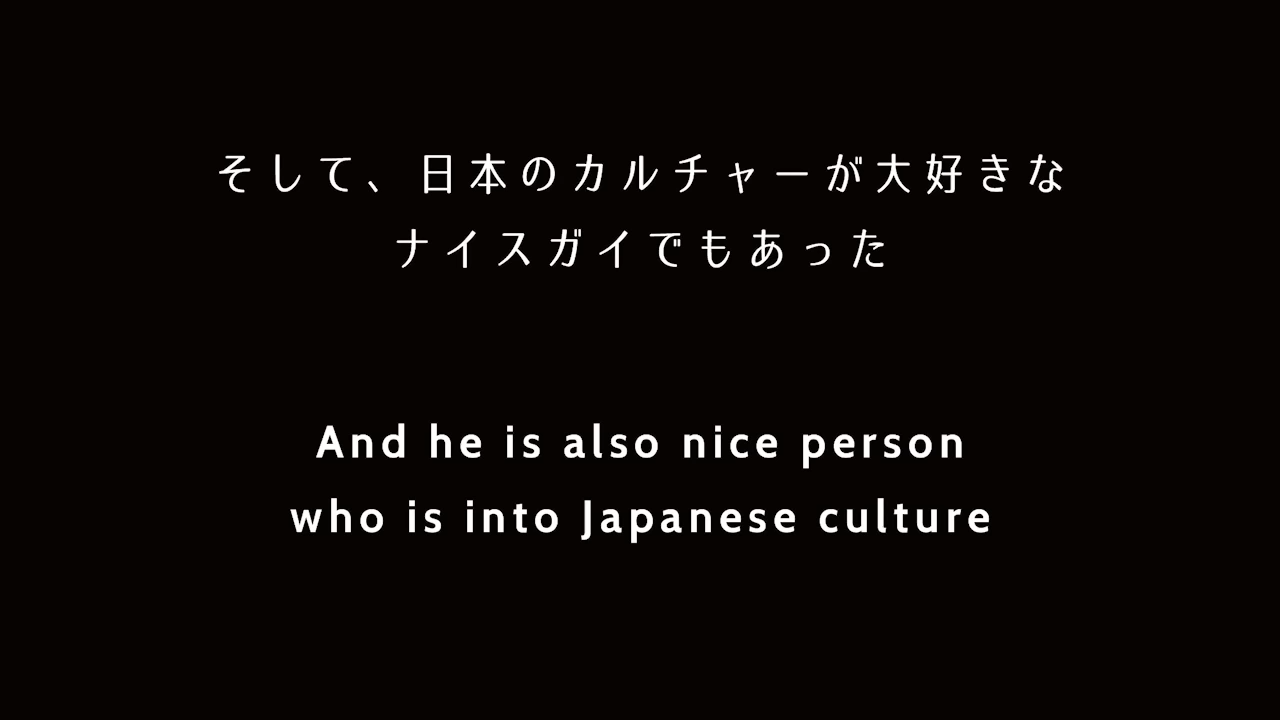 そして、日本のカルチャーが大好きな
ナイスガイでもあった
And he is also nice person
who is into Japanese culture